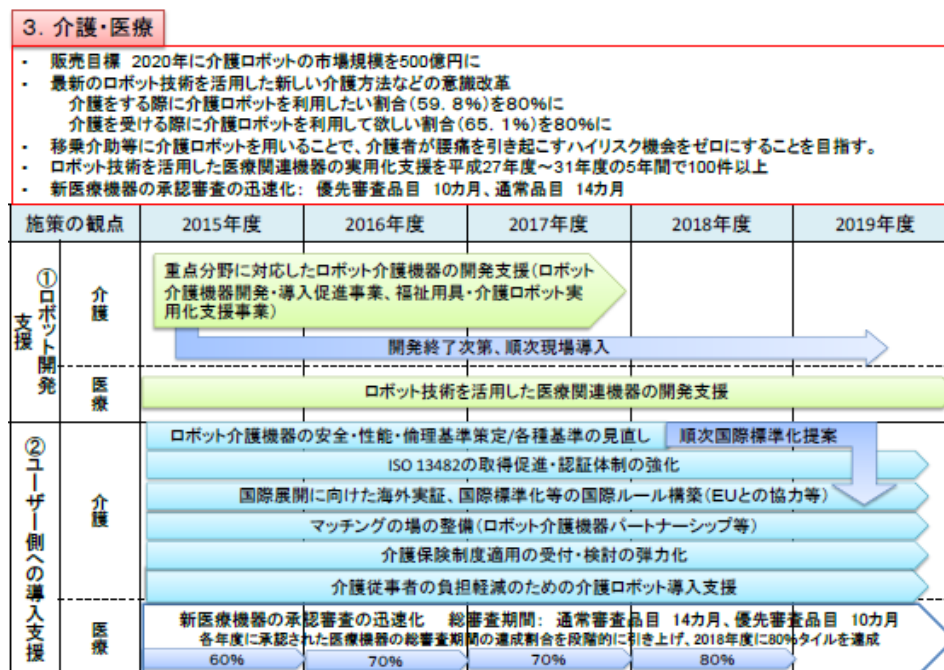 3. 介護・医療
・ 販売目標 2020年に介護ロボットの市場規模を500億円に
・ 最新のロボット技術を活用した新しい介護方法などの意識改革
介護をする際に介護ロボットを利用したい割合(59.8%)を80%に
介護を受ける際に介護ロボットを利用して欲しい割合(65.1%)を80%に
・ 移乗介助等に介護ロボットを用いることで、介護者が腰痛を引き起こすハイリスク機会をゼロにすることを目指す。
・ ロボット技術を活用した医療関連機器の実用化支援を平成27年度~31年度の5年間で100件以上
・ 新医療機器の承認審査の迅速化: 優先審査品目 10カ月、通常品目 14カ月
施策の観点 2015年度 2016年度 2017年度 2018年度 2019年度
①ロボット開発支援
介護
重点分野に対応したロボット介護機器の開発支援(ロボット
介護機器開発・導入促進事業、福祉用具・介護ロボット実
用化支援事業)
開発終了次第、順次現場導入
医療
ロボット技術を活用した医療関連機器の開発支援
②ユーザー側への導入支援
介護
ロボット介護機器の安全・性能・倫理基準策定/各種基準の見直し 順次国際標準化提案
ISO 13482の取得促進・認証体制の強化
国際展開に向けた海外実証、国際標準化等の国際ルール構築(EUとの協力等)
マッチングの場の整備(ロボット介護機器パートナーシップ等)
介護保険制度適用の受付・検討の弾力化
介護従事者の負担軽減のための介護ロボット導入支援
医療
新医療機器の承認審査の迅速化 総審査期間: 通常審査品目 14カ月、優先審査品目 10カ月
各年度に承認された医療機器の総審査期間の達成割合を段階的に引き上げ、2018年度に80%タイルを達成
60% 70% 70% 80%